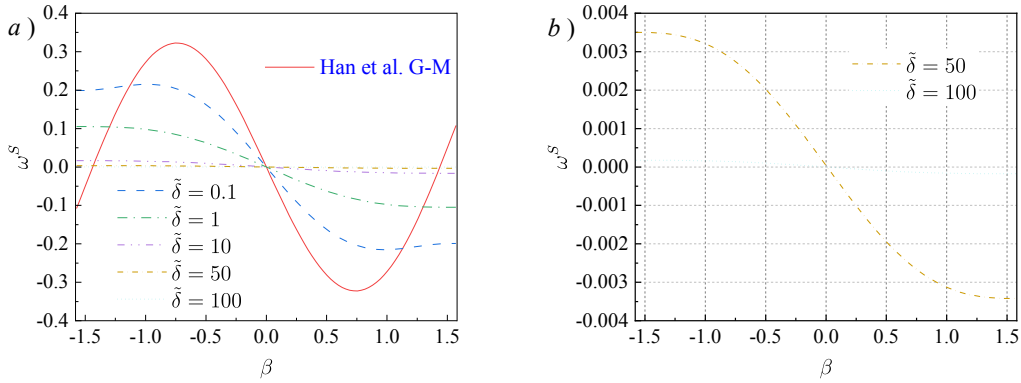 a )
0.4
0.3
0.2
0.1
0.0
-0.1
-0.2
-0.3
-0.4
ω^S
-1.5 -1.0 -0.5 0.0 0.5 1.0 1.5
β
Han et al. G-M
δ̃ = 0.1
δ̃ = 1
δ̃ = 10
δ̃ = 50
δ̃ = 100
b )
0.004
0.003
0.002
0.001
0.000
-0.001
-0.002
-0.003
-0.004
ω^S
-1.5 -1.0 -0.5 0.0 0.5 1.0 1.5
β
δ̃ = 50
δ̃ = 100